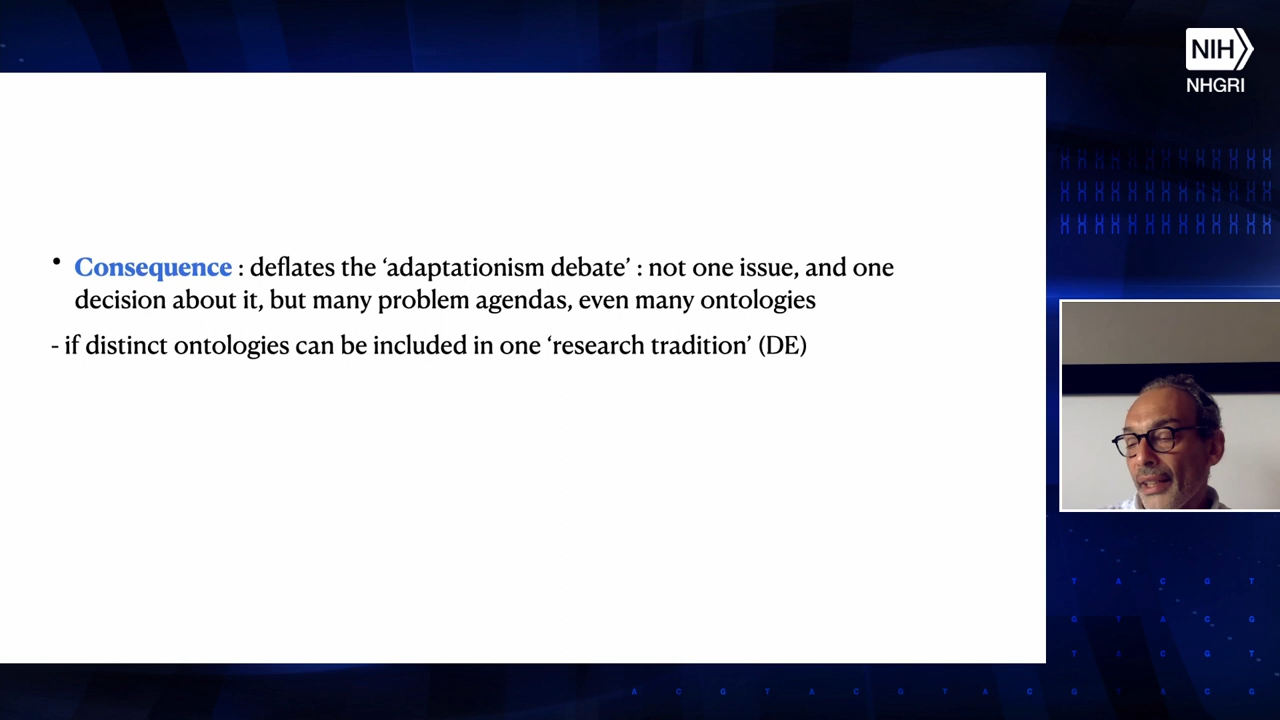 NIH
NHGRI
• Consequence : deflates the ‘adaptationism debate’ : not one issue, and one
decision about it, but many problem agendas, even many ontologies
- if distinct ontologies can be included in one ‘research tradition’ (DE)
T A C G T
G T A C G
T A C G T
A C G T A C G T A C G T A C G